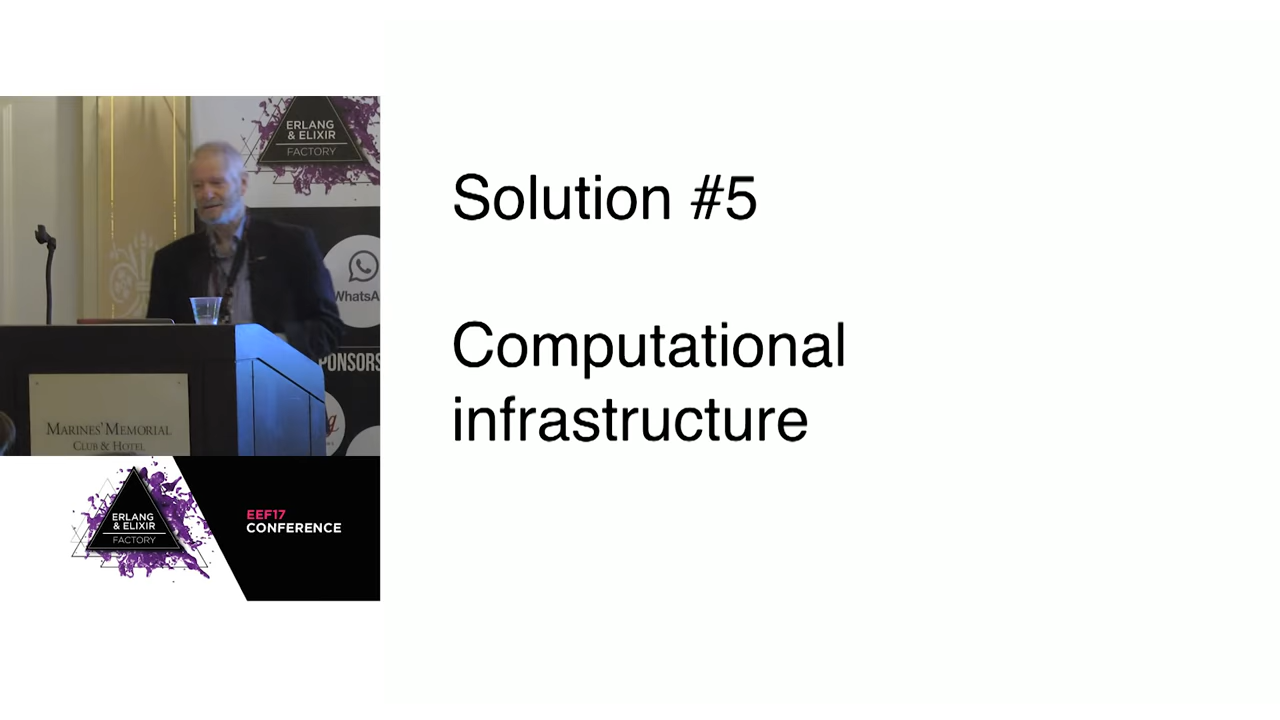 ERLANG
& ELIXIR
FACTORY
WhatsA
PONSORS
MARINES' MEMORIAL
CLUB & HOTEL
ERLANG
& ELIXIR
FACTORY
EEF17
CONFERENCE
Solution #5
Computational
infrastructure